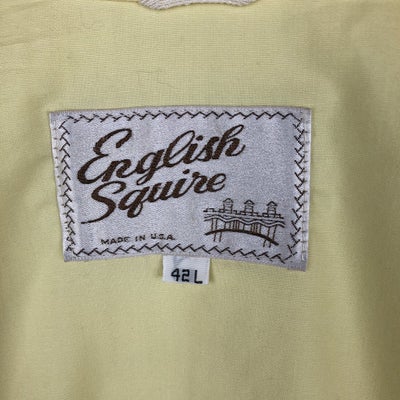 English
Squire
MADE IN U.S.A.
42L